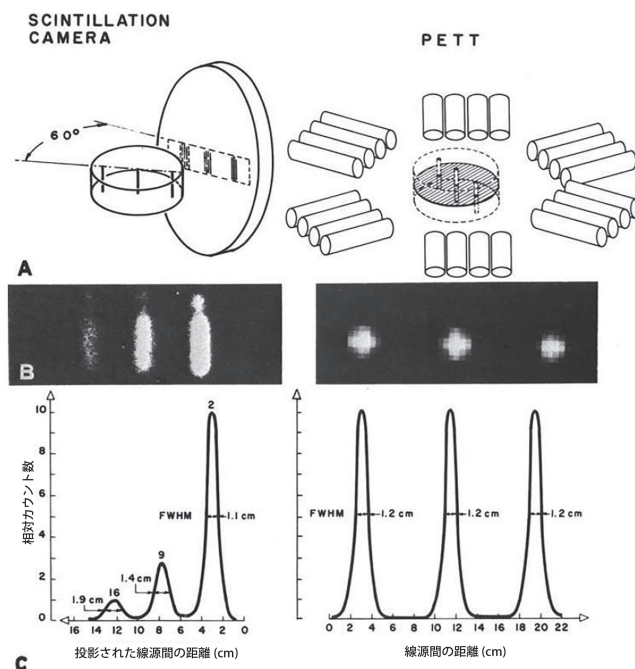 SCINTILLATION
CAMERA
PETT
60°
A
B
10
8
6
4
2
0
相対カウント数
2
FWHM
1.1 cm
9
1.4 cm
16
1.9 cm
16 14 12 10 8 6 4 2 0
投影された線源間の距離 (cm)
FWHM
1.2 cm
1.2 cm
1.2 cm
0 2 4 6 8 10 12 14 16 18 20 22
線源間の距離 (cm)
C